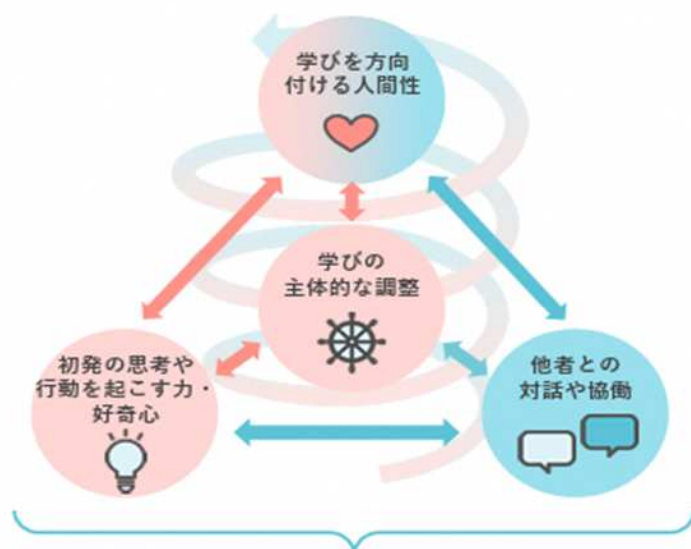 学びを方向
付ける人間性
学びの
主体的な調整
初発の思考や
行動を起こす力・
好奇心
他者との
対話や協働